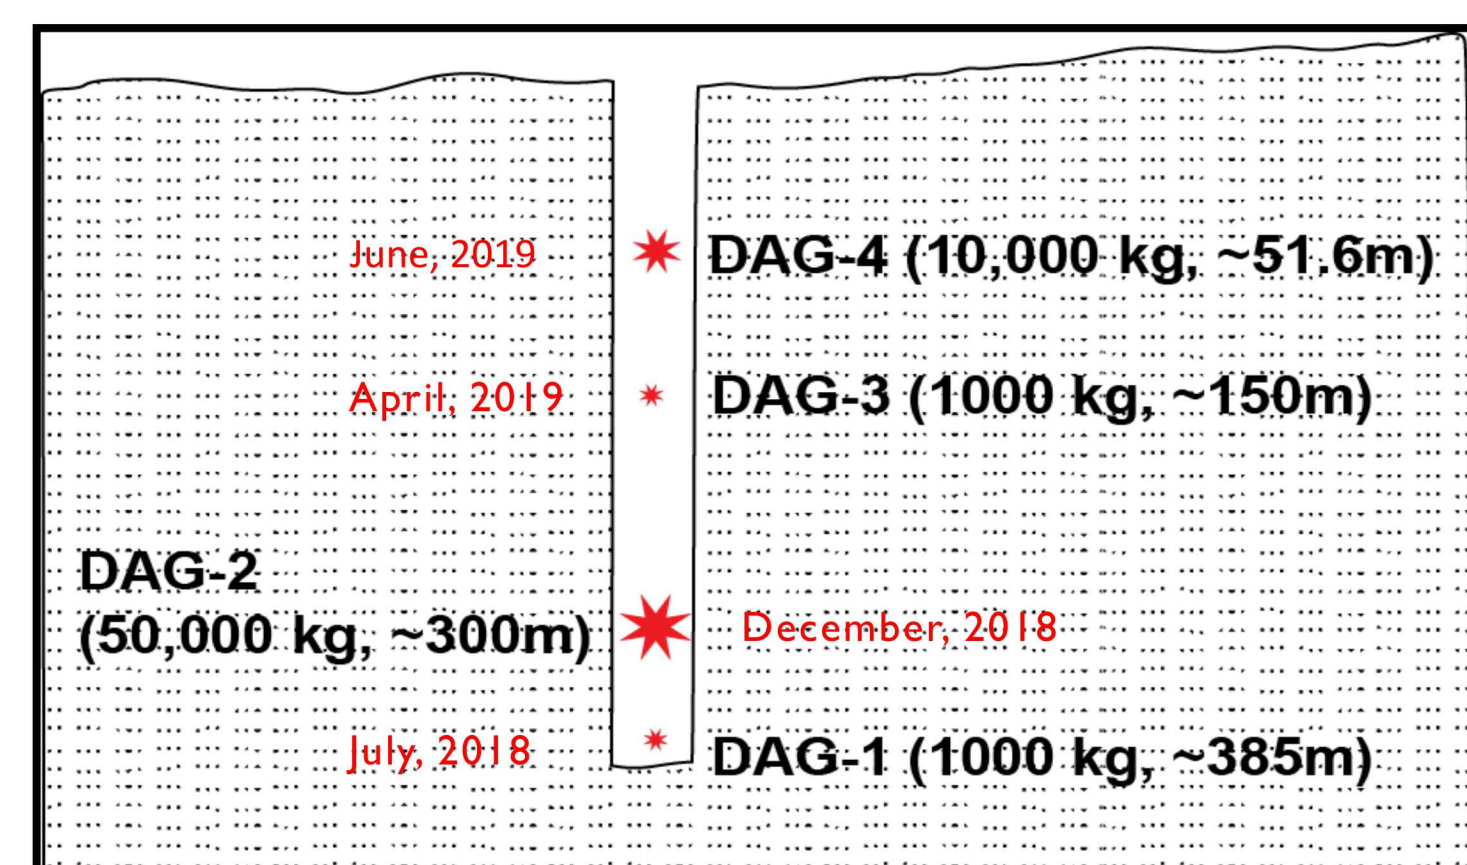 June, 2019 DAG-4 (10,000 kg, ~51.6m)
April, 2019 DAG-3 (1000 kg, ~150m)
DAG-2
(50,000 kg, ~300m) December, 2018
July, 2018 DAG-1 (1000 kg, ~385m)